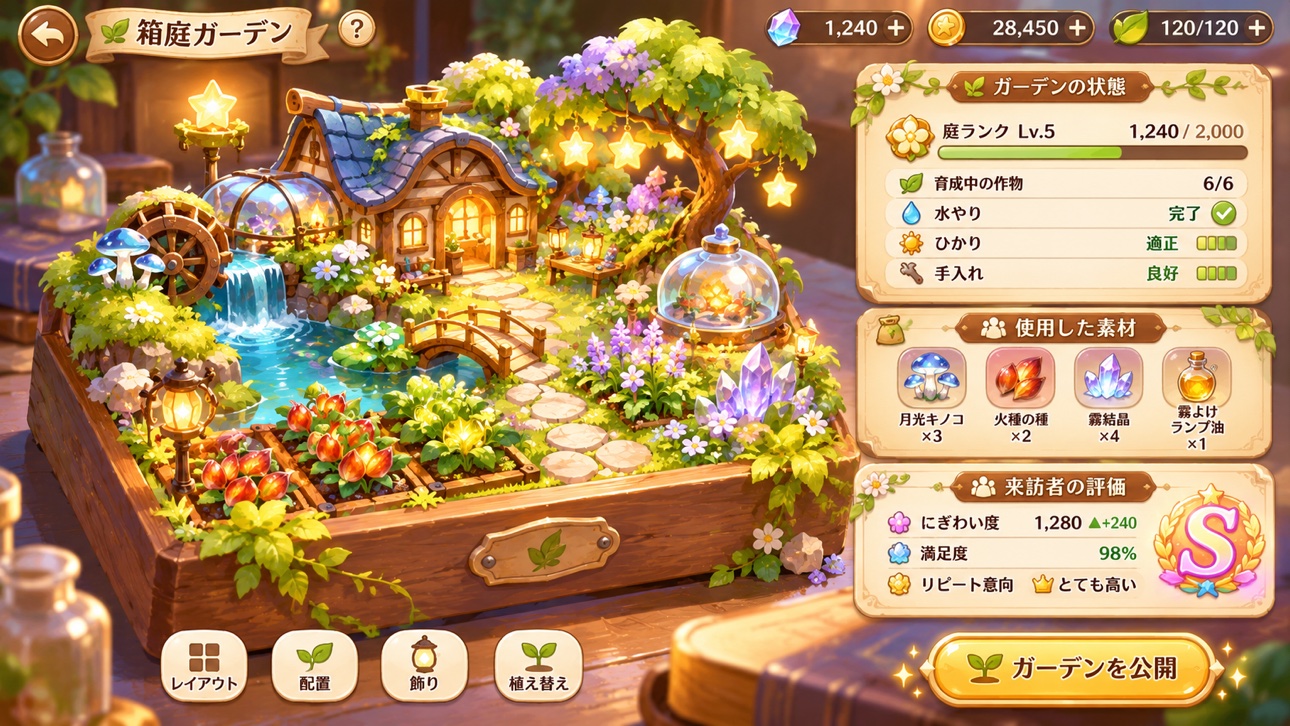 箱庭ガーデン
?
1,240 +
28,450 +
120/120 +
ガーデンの状態
庭ランク Lv.5 1,240 / 2,000
育成中の作物 6/6
水やり 完了
ひかり 適正
手入れ 良好
使用した素材
月光キノコ
×3
火種の種
×2
霧結晶
×4
霧よけ
ランプ油
×1
来訪者の評価
にぎわい度 1,280 ▲+240
満足度 98%
リピート意向 とても高い
S
レイアウト
配置
飾り
植え替え
ガーデンを公開